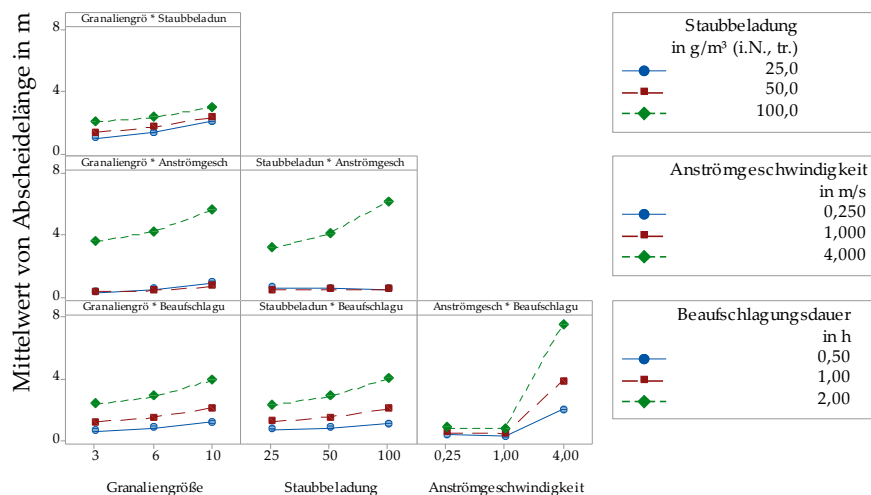 Mittelwert von Abscheidelänge in m
Granaliengrö * Staubbeladun
8
4
0
Granaliengrö * Anströmgesch
Staubbeladun * Anströmgesch
8
4
0
Granaliengrö * Beaufschlagu
Staubbeladun * Beaufschlagu
Anströmgesch * Beaufschlagu
8
4
0
3 6 10
25 50 100
0,25 1,00 4,00
Granaliengröße
Staubbeladung
Anströmgeschwindigkeit
Staubbeladung
in g/m³ (i.N., tr.)
25,0
50,0
100,0
Anströmgeschwindigkeit
in m/s
0,250
1,000
4,000
Beaufschlagungsdauer
in h
0,50
1,00
2,00